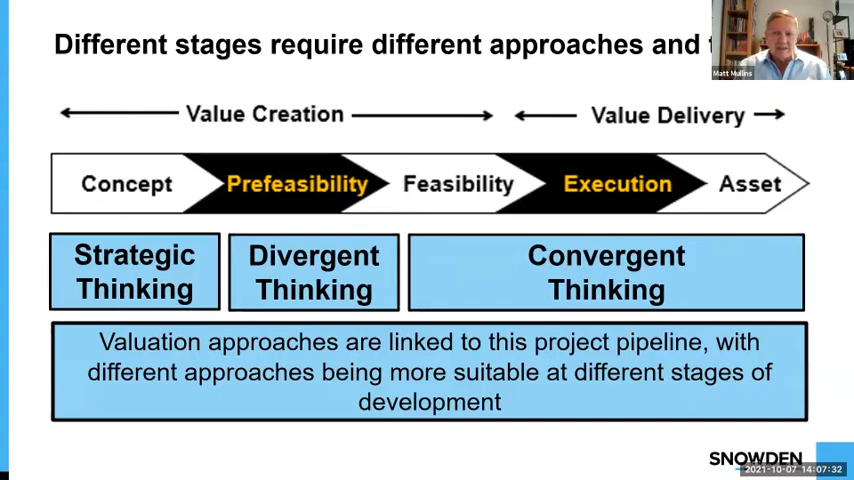 Different stages require different approaches and
Matt Mullins
Value Creation
Value Delivery
Concept
Prefeasibility
Feasibility
Execution
Asset
Strategic
Thinking
Divergent
Thinking
Convergent
Thinking
Valuation approaches are linked to this project pipeline, with
different approaches being more suitable at different stages of
development
SNOWDEN
2021-10-07 14:07:32